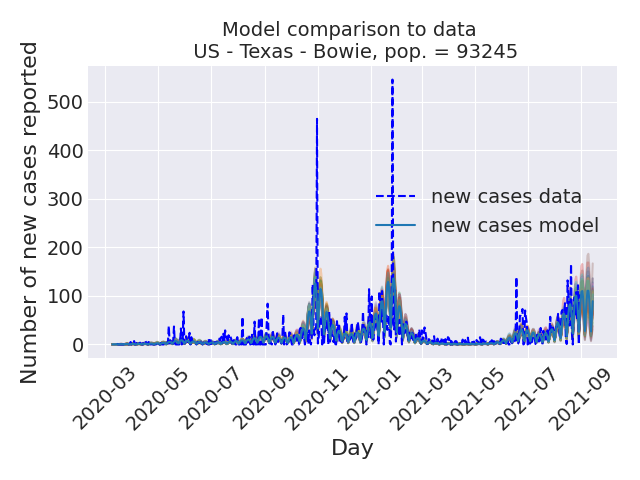 Model comparison to data
US - Texas - Bowie, pop. = 93245
Number of new cases reported
500
400
300
200
100
0
new cases data
new cases model
2020-03
2020-05
2020-07
2020-09
2020-11
2021-01
2021-03
2021-05
2021-07
2021-09
Day